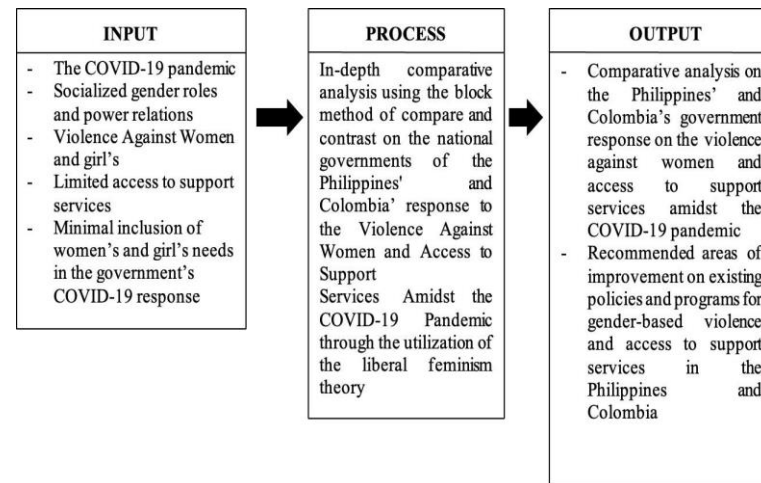 INPUT
- The COVID-19 pandemic
- Socialized gender roles
and power relations
- Violence Against Women
and girl's
- Limited access to support
services
- Minimal inclusion of
women's and girl's needs
in the government's
COVID-19 response
PROCESS
In-depth comparative
analysis using the block
method of compare and
contrast on the national
governments of the
Philippines' and
Colombia' response to
the Violence Against
Women and Access to
Support
Services Amidst the
COVID-19 Pandemic
through the utilization of
the liberal feminism
theory
OUTPUT
- Comparative analysis on
the Philippines' and
Colombia's government
response on the violence
against women and
access to support
services amidst the
COVID-19 pandemic
- Recommended areas of
improvement on existing
policies and programs for
gender-based violence
and access to support
services in the
Philippines and
Colombia